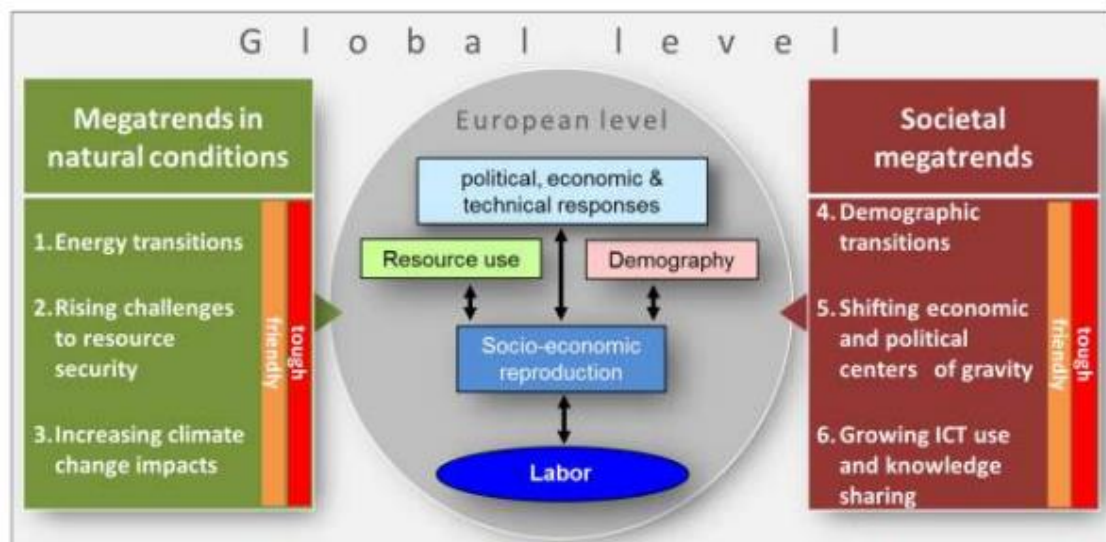 Global level
Megatrends in
natural conditions
1. Energy transitions
2. Rising challenges
to resource
security
3. Increasing climate
change impacts
friendly
tough
European level
political, economic &
technical responses
Resource use
Demography
Socio-economic
reproduction
Labor
Societal
megatrends
4. Demographic
transitions
5. Shifting economic
and political
centers of gravity
6. Growing ICT use
and knowledge
sharing
friendly
tough